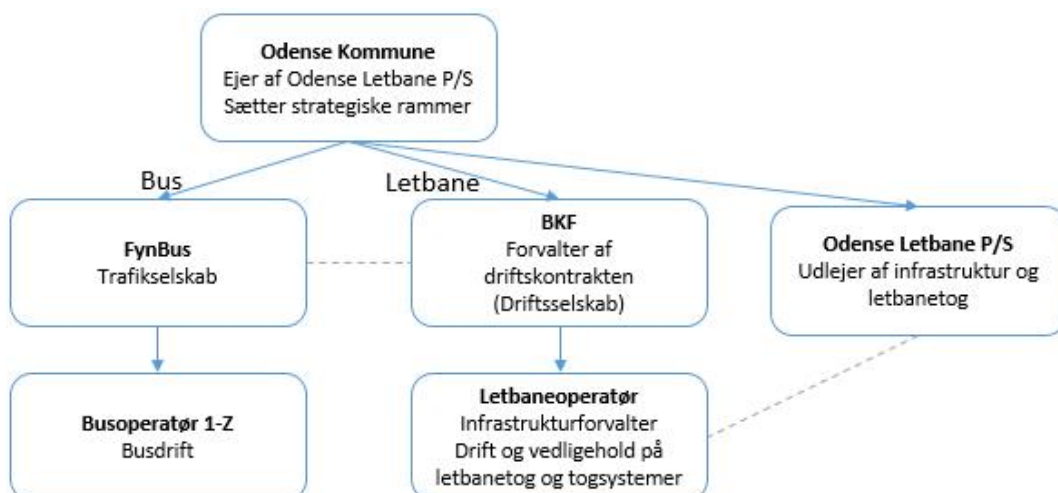 Odense Kommune
Ejer af Odense Letbane P/S
Sætter strategiske rammer
Bus
Letbane
FynBus
Trafikselskab
BKF
Forvalter af
driftskontrakten
(Driftsselskab)
Odense Letbane P/S
Udlejer af infrastruktur og
letbanetog
Busoperatør 1-Z
Busdrift
Letbaneoperatør
Infrastrukturforvalter
Drift og vedligehold på
letbanetog og togsystemer